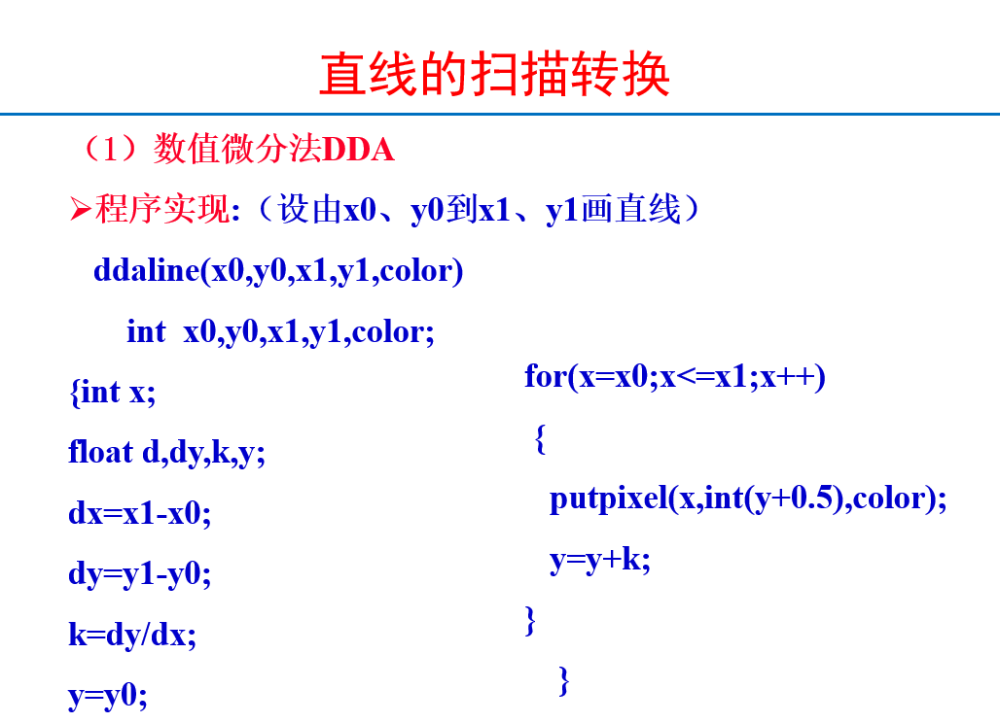 直线的扫描转换
（1）数值微分法DDA
➢程序实现:（设由x0、y0到x1、y1画直线）
ddaline(x0,y0,x1,y1,color)
int  x0,y0,x1,y1,color;
{int x;
float d,dy,k,y;
dx=x1-x0;
dy=y1-y0;
k=dy/dx;
y=y0;
for(x=x0;x<=x1;x++)
{
putpixel(x,int(y+0.5),color);
y=y+k;
}
}